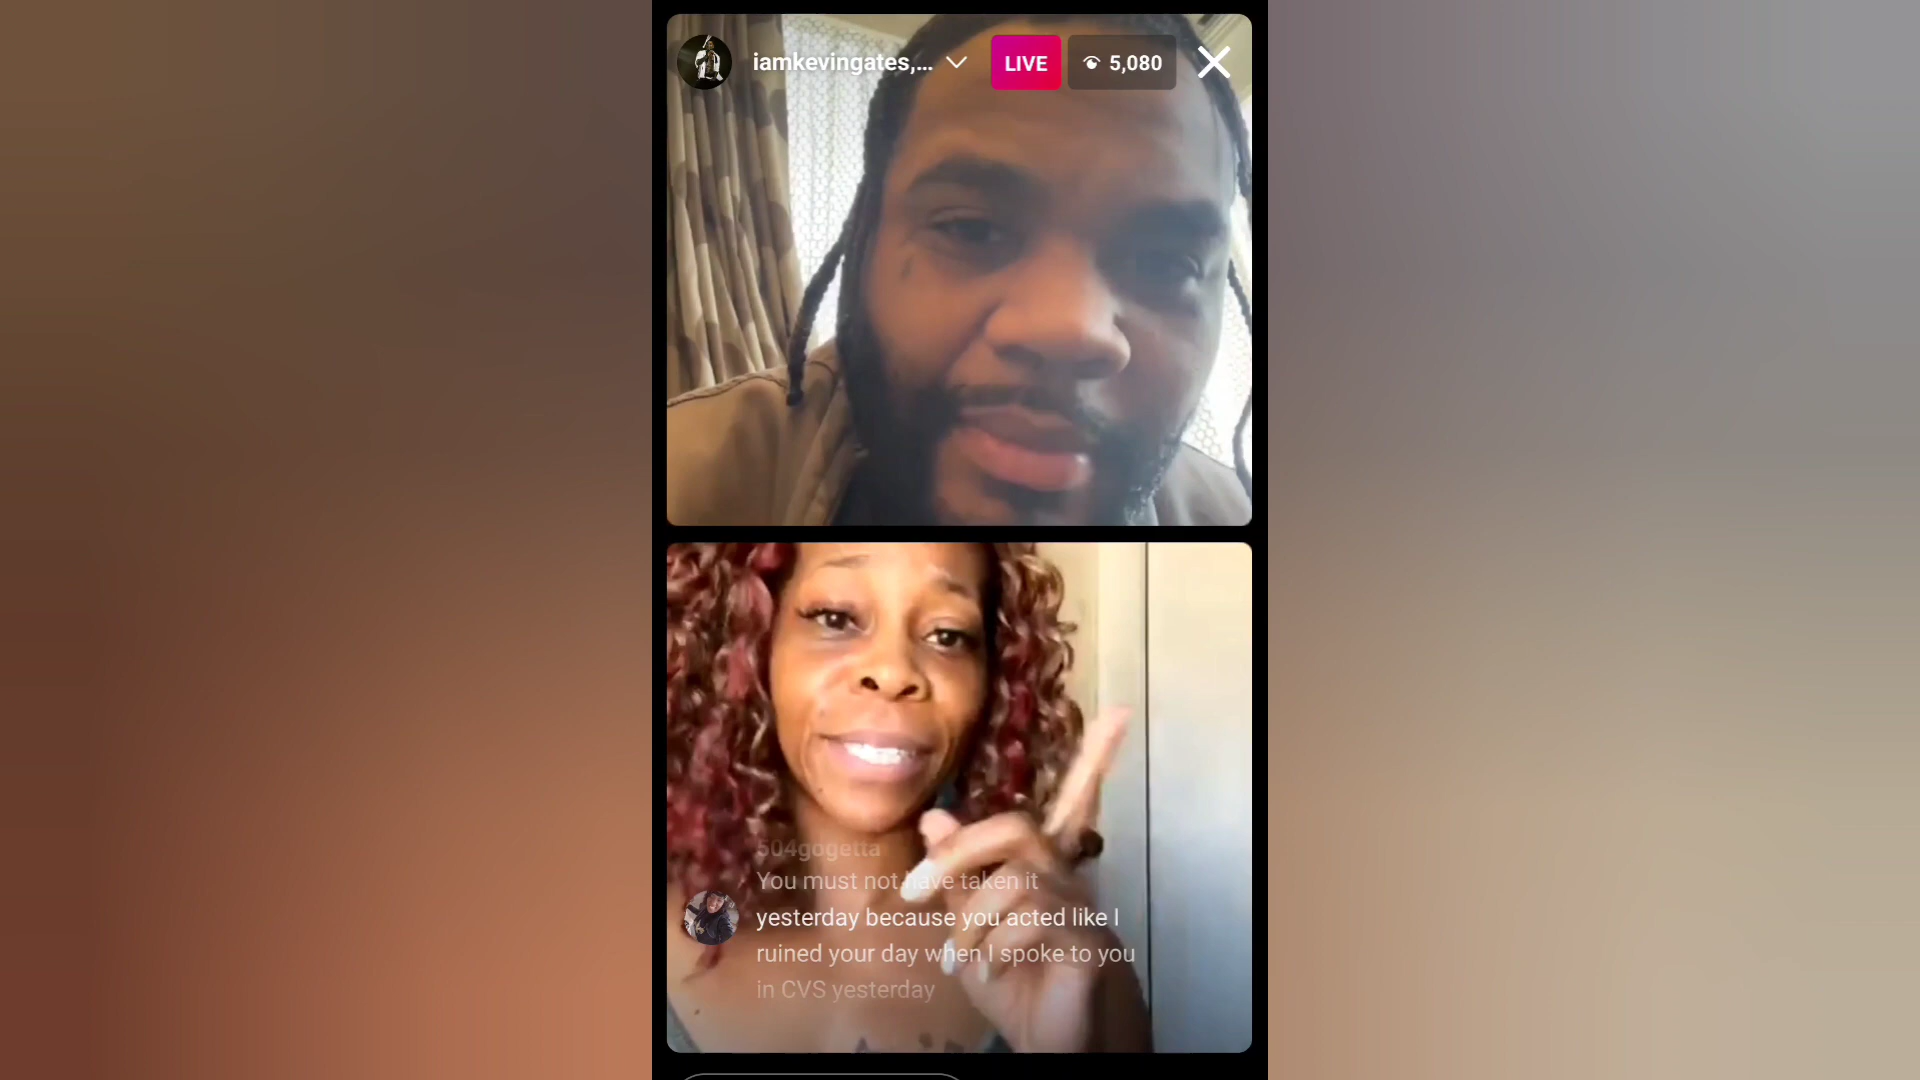 iamkevingates,... LIVE 5,080
504gogetta
You must not have taken it
yesterday because you acted like I
ruined your day when I spoke to you
in CVS yesterday